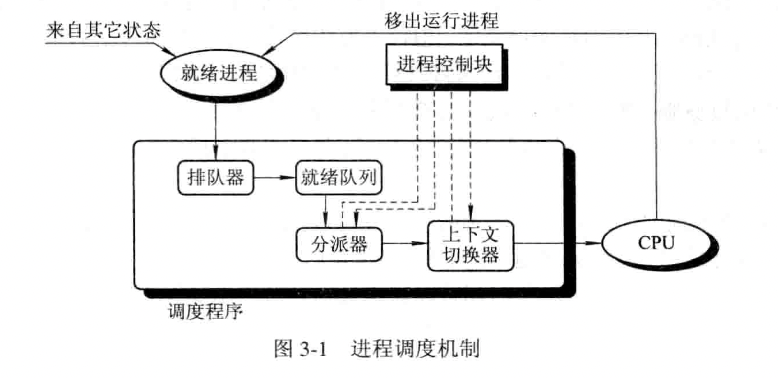 来自其它状态
移出运行进程
就绪进程
进程控制块
排队器
就绪队列
分派器
上下文
切换器
CPU
调度程序
图 3-1 进程调度机制